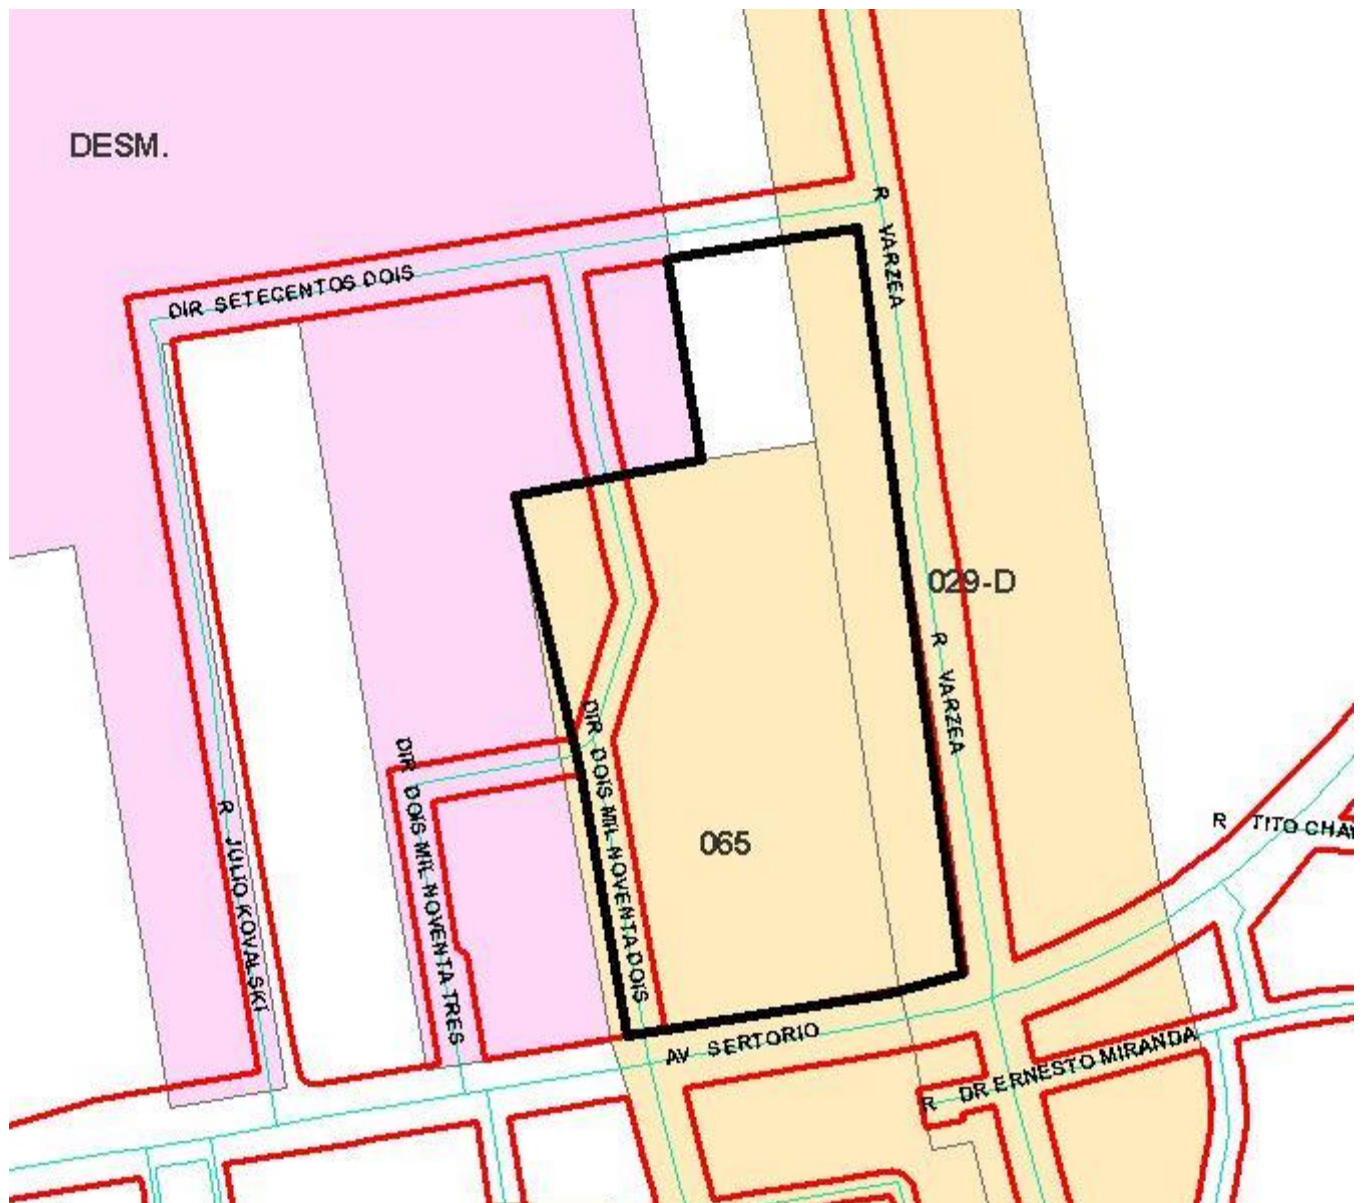 DESM.
R VARZEA
DIR SETECENTOS DOIS
029-D
R VARZEA
DIR DOIS MIL NOVENTA DOIS
DIR DOIS MIL NOVENTA TRES
R JULIO KOVALSKI
065
R TITO CHA
AV SERTORIO
R DR ERNESTO MIRANDA